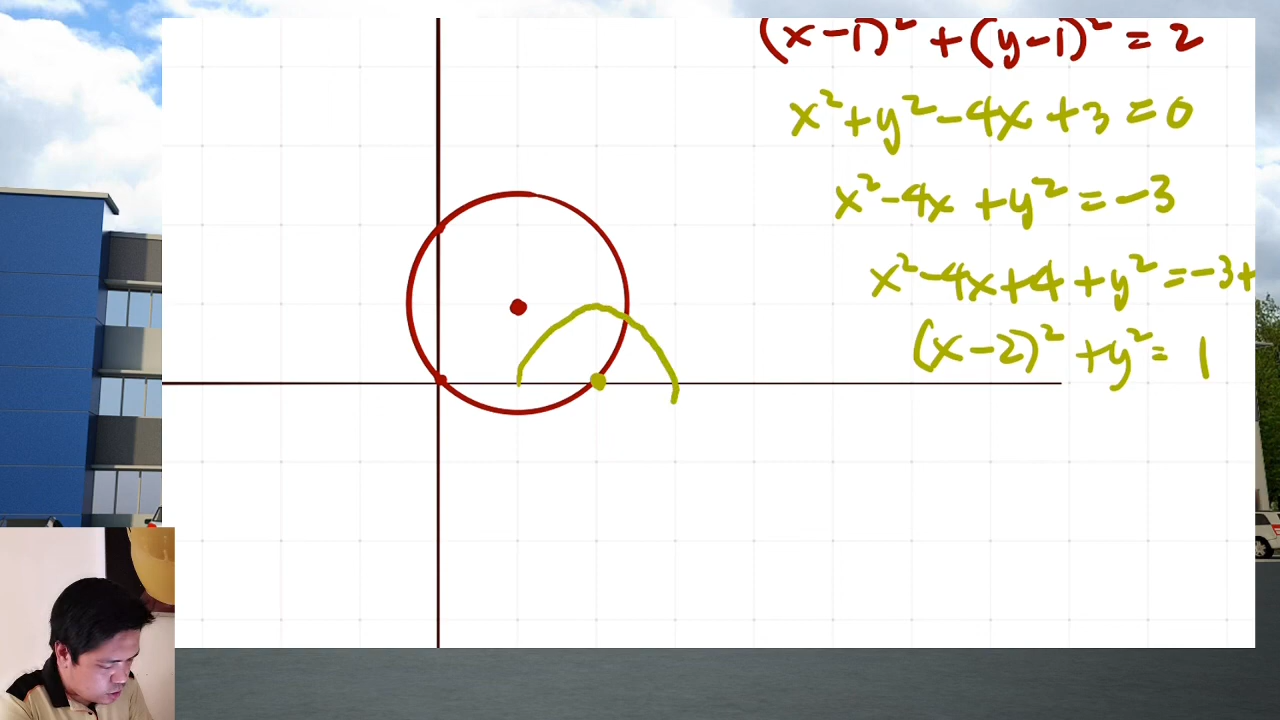 (x-1)² + (y-1)² = 2
x² + y² - 4x + 3 = 0
x² - 4x + y² = -3
x² - 4x + 4 + y² = -3+
(x-2)² + y² = 1